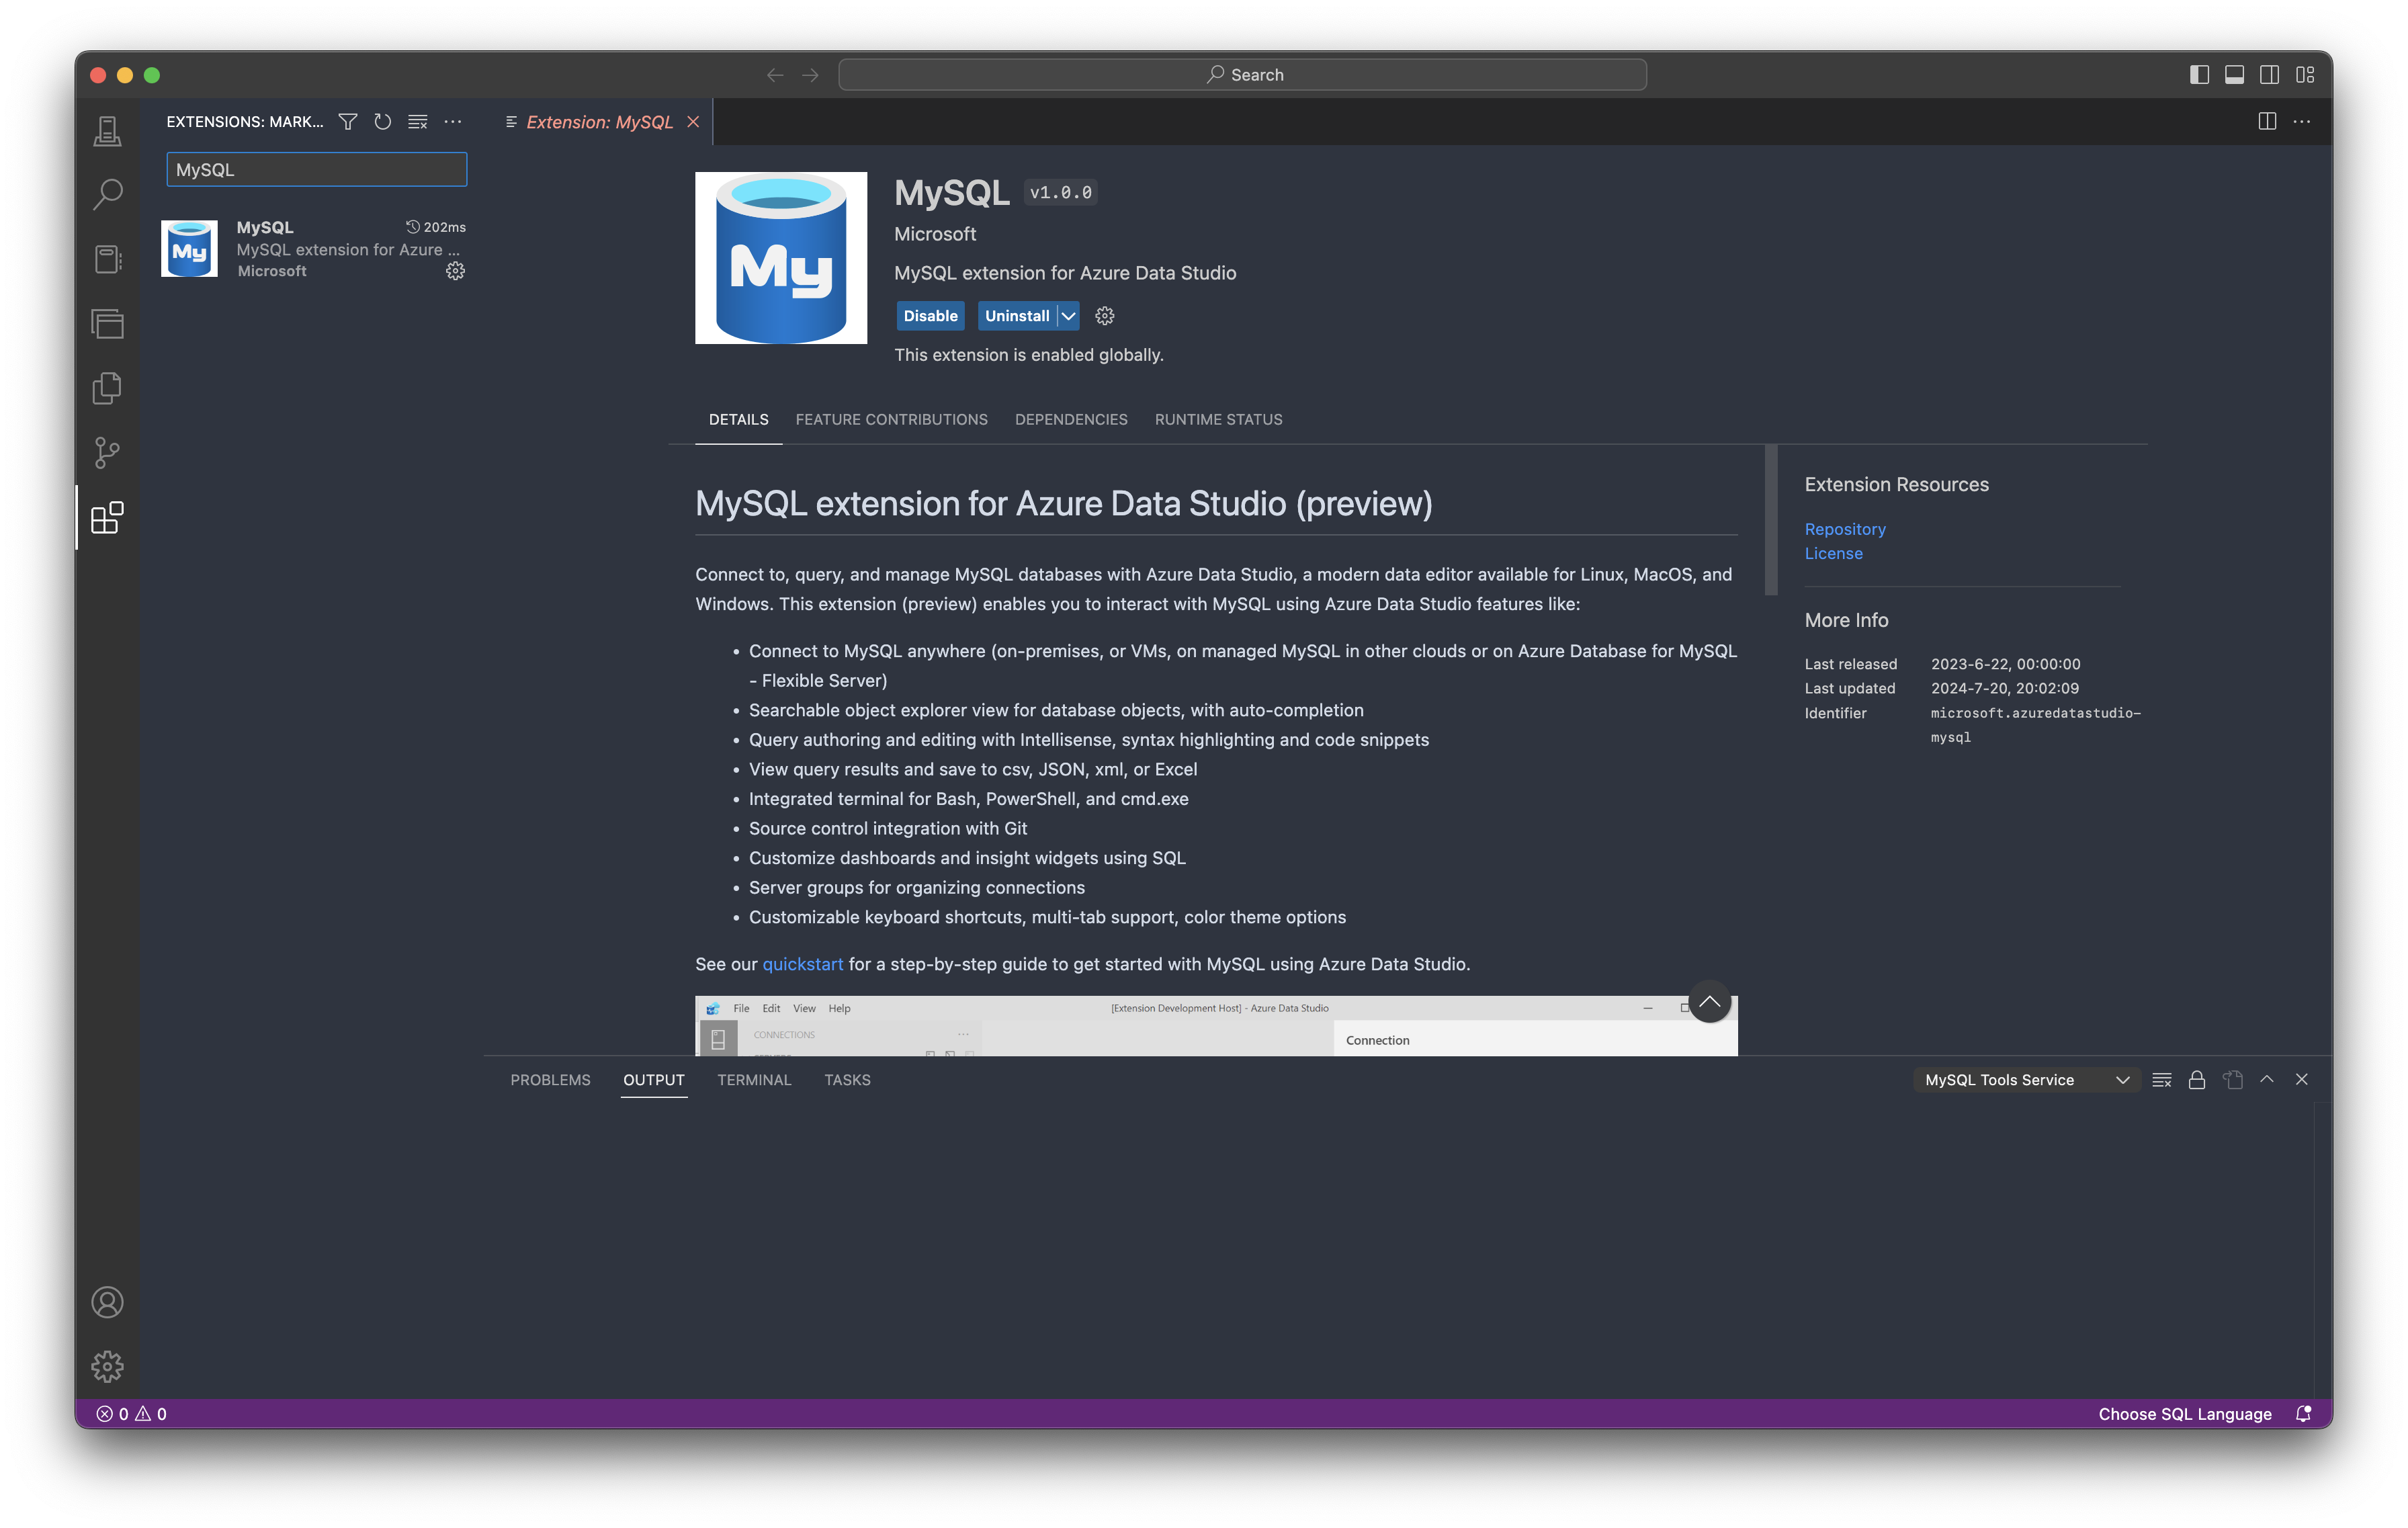 Search
EXTENSIONS: MARK...
Extension: MySQL
MySQL
MySQL
202ms
MySQL extension for Azure ...
Microsoft
My
My
MySQL v1.0.0
Microsoft
MySQL extension for Azure Data Studio
Disable Uninstall
This extension is enabled globally.
DETAILS FEATURE CONTRIBUTIONS DEPENDENCIES RUNTIME STATUS
MySQL extension for Azure Data Studio (preview)
Connect to, query, and manage MySQL databases with Azure Data Studio, a modern data editor available for Linux, MacOS, and
Windows. This extension (preview) enables you to interact with MySQL using Azure Data Studio features like:
• Connect to MySQL anywhere (on-premises, or VMs, on managed MySQL in other clouds or on Azure Database for MySQL
- Flexible Server)
• Searchable object explorer view for database objects, with auto-completion
• Query authoring and editing with Intellisense, syntax highlighting and code snippets
• View query results and save to csv, JSON, xml, or Excel
• Integrated terminal for Bash, PowerShell, and cmd.exe
• Source control integration with Git
• Customize dashboards and insight widgets using SQL
• Server groups for organizing connections
• Customizable keyboard shortcuts, multi-tab support, color theme options
See our quickstart for a step-by-step guide to get started with MySQL using Azure Data Studio.
File Edit View Help
[Extension Development Host] - Azure Data Studio
CONNECTIONS
Connection
Extension Resources
Repository
License
More Info
Last released 2023-6-22, 00:00:00
Last updated 2024-7-20, 20:02:09
Identifier microsoft.azuredatastudio-
mysql
PROBLEMS OUTPUT TERMINAL TASKS
MySQL Tools Service
0 0
Choose SQL Language